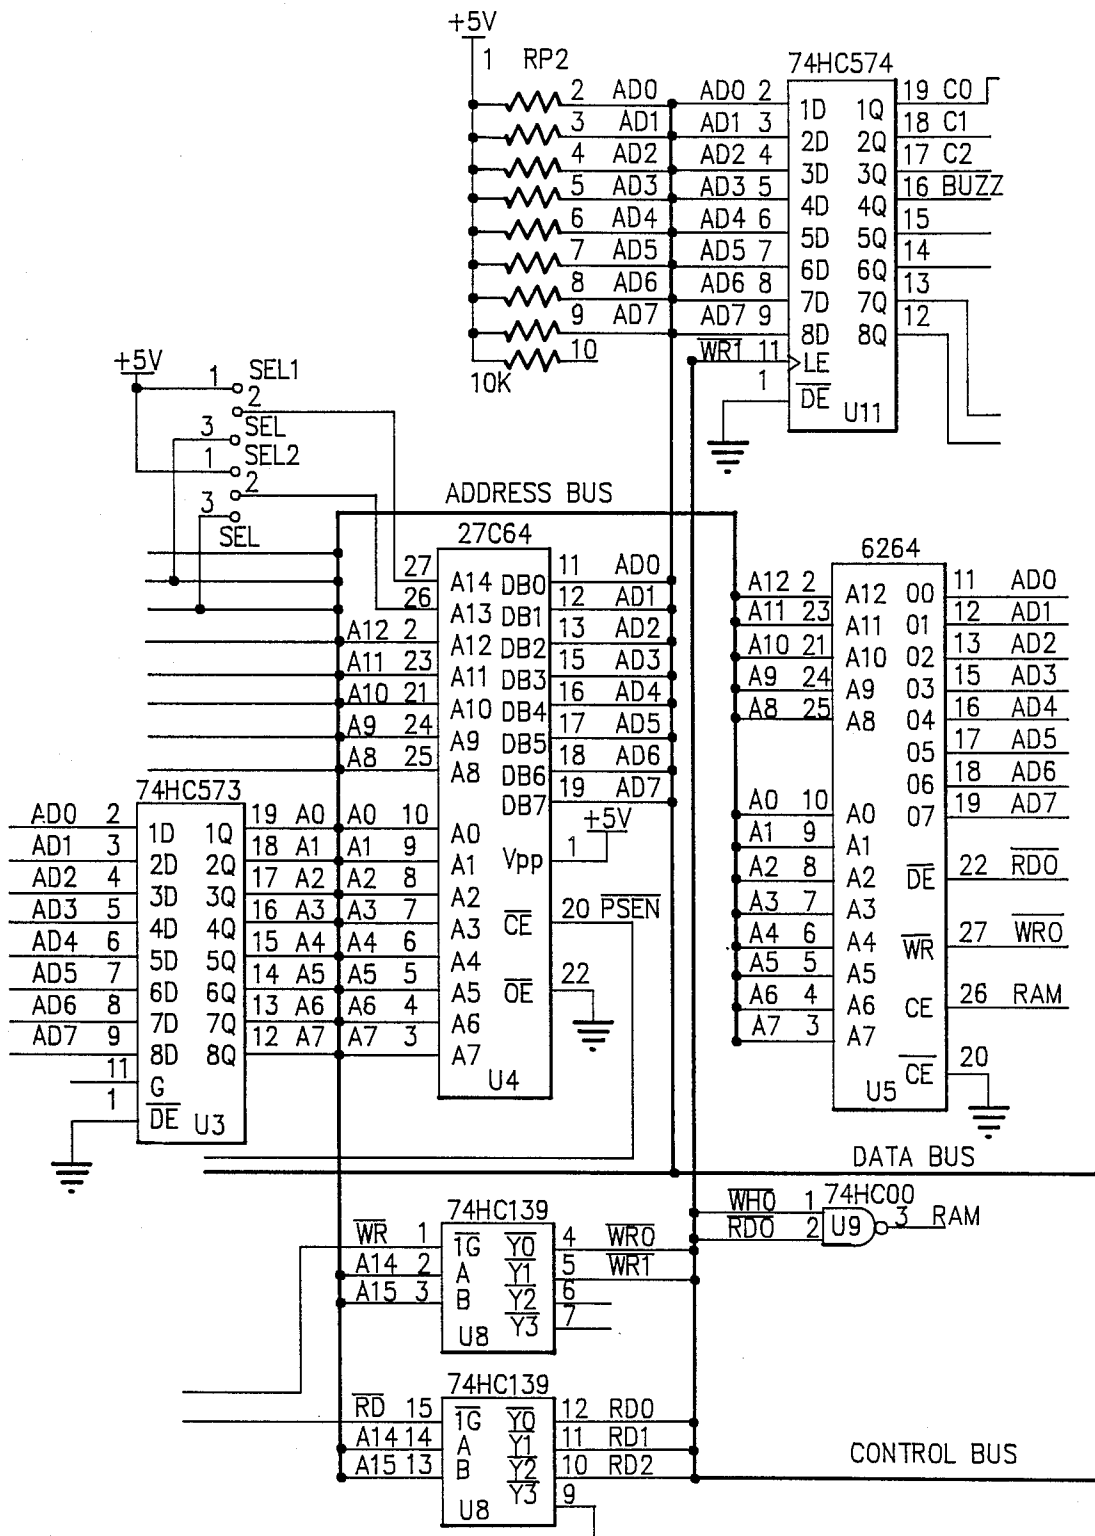 +5V
1 RP2
2 AD0
3 AD1
4 AD2
5 AD3
6 AD4
7 AD5
8 AD6
9 AD7
10
10K
74HC574
AD0 2 1D 1Q 19 C0
AD1 3 2D 2Q 18 C1
AD2 4 3D 3Q 17 C2
AD3 5 4D 4Q 16 BUZZ
AD4 6 5D 5Q 15
AD5 7 6D 6Q 14
AD6 8 7D 7Q 13
AD7 9 8D 8Q 12
WR1 11 LE
1 DE
U11
+5V
1 SEL1
2
3 SEL
1 SEL2
2
3
SEL
ADDRESS BUS
27C64
27 A14 DB0 11 AD0
26 A13 DB1 12 AD1
A12 2 A12 DB2 13 AD2
A11 23 A11 DB3 15 AD3
A10 21 A10 DB4 16 AD4
A9 24 A9 DB5 17 AD5
A8 25 A8 DB6 18 AD6
DB7 19 AD7
+5V
A0 10 A0
A1 9 A1 Vpp 1
A2 8 A2
A3 7 A3 CE 20 PSEN
A4 6 A4
A5 5 A5 OE 22
A6 4 A6
A7 3 A7
U4
6264
A12 2 A12 O0 11 AD0
A11 23 A11 O1 12 AD1
A10 21 A10 O2 13 AD2
A9 24 A9 O3 15 AD3
A8 25 A8 O4 16 AD4
O5 17 AD5
O6 18 AD6
O7 19 AD7
A0 10 A0
A1 9 A1
A2 8 A2 DE 22 RD0
A3 7 A3
A4 6 A4 WR 27 WR0
A5 5 A5
A6 4 A6 CE 26 RAM
A7 3 A7
CE 20
U5
74HC573
AD0 2 1D 1Q 19 A0
AD1 3 2D 2Q 18 A1
AD2 4 3D 3Q 17 A2
AD3 5 4D 4Q 16 A3
AD4 6 5D 5Q 15 A4
AD5 7 6D 6Q 14 A5
AD6 8 7D 7Q 13 A6
AD7 9 8D 8Q 12 A7
11 G
1 DE
U3
DATA BUS
74HC00
WH0 1
RD0 2
U9 3 RAM
74HC139
WR 1 1G Y0 4 WR0
A14 2 A Y1 5 WR1
A15 3 B Y2 6
Y3 7
U8
74HC139
RD 15 1G Y0 12 RD0
A14 14 A Y1 11 RD1
A15 13 B Y2 10 RD2
Y3 9
U8
CONTROL BUS